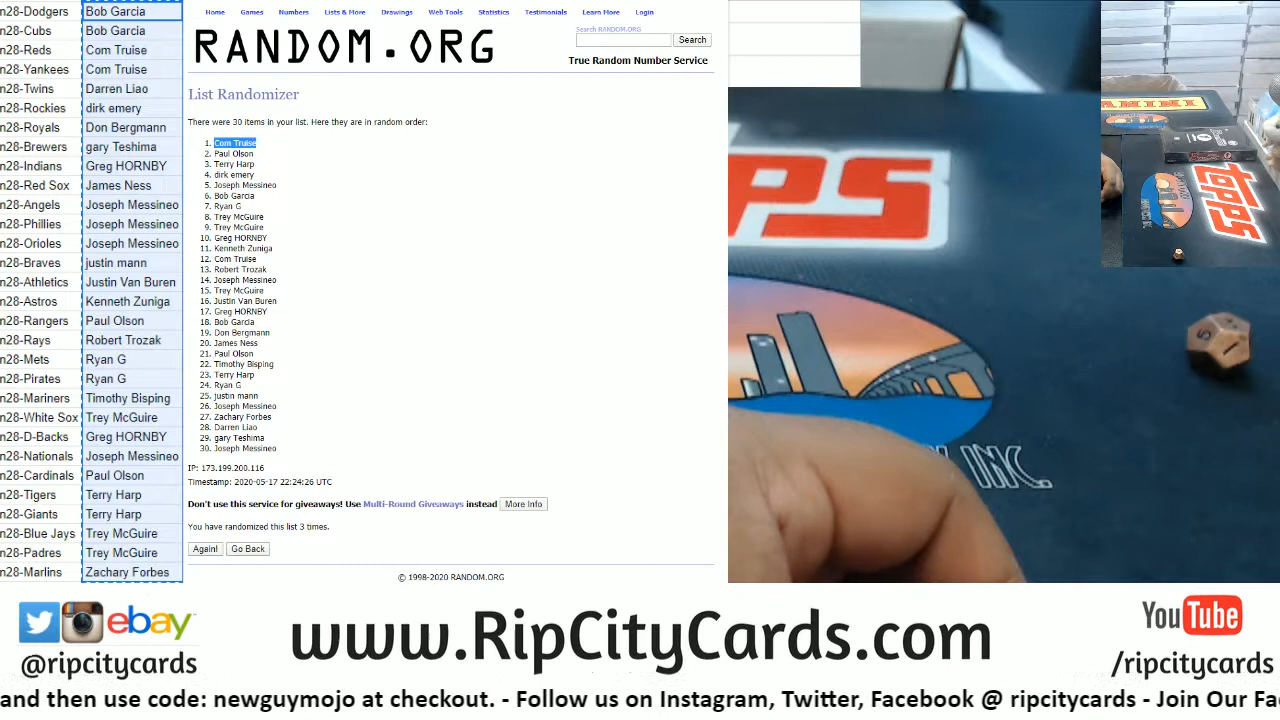 n28-Dodgers Bob Garcia
n28-Cubs Bob Garcia
n28-Reds Com Truise
n28-Yankees Com Truise
n28-Twins Darren Liao
n28-Rockies dirk emery
n28-Royals Don Bergmann
n28-Brewers gary Teshima
n28-Indians Greg HORNBY
n28-Red Sox James Ness
n28-Angels Joseph Messineo
n28-Phillies Joseph Messineo
n28-Orioles Joseph Messineo
n28-Braves justin mann
n28-Athletics Justin Van Buren
n28-Astros Kenneth Zuniga
n28-Rangers Paul Olson
n28-Rays Robert Trozak
n28-Mets Ryan G
n28-Pirates Ryan G
n28-Mariners Timothy Bisping
n28-White Sox Trey McGuire
n28-D-Backs Greg HORNBY
n28-Nationals Joseph Messineo
n28-Cardinals Paul Olson
n28-Tigers Terry Harp
n28-Giants Terry Harp
n28-Blue Jays Trey McGuire
n28-Padres Trey McGuire
n28-Marlins Zachary Forbes
Home Games Numbers Lists & More Drawings Web Tools Statistics Testimonials Learn More Login
RANDOM.ORG
Search RANDOM.ORG
Search
True Random Number Service
List Randomizer
There were 30 items in your list. Here they are in random order:
1. Com Truise
2. Paul Olson
3. Terry Harp
4. dirk emery
5. Joseph Messineo
6. Bob Garcia
7. Ryan G
8. Trey McGuire
9. Trey McGuire
10. Greg HORNBY
11. Kenneth Zuniga
12. Com Truise
13. Robert Trozak
14. Joseph Messineo
15. Trey McGuire
16. Justin Van Buren
17. Greg HORNBY
18. Bob Garcia
19. Don Bergmann
20. James Ness
21. Paul Olson
22. Timothy Bisping
23. Terry Harp
24. Ryan G
25. justin mann
26. Joseph Messineo
27. Zachary Forbes
28. Darren Liao
29. gary Teshima
30. Joseph Messineo
IP: 173.199.200.116
Timestamp: 2020-05-17 22:24:26 UTC
Don't use this service for giveaways! Use Multi-Round Giveaways instead More Info
You have randomized this list 3 times.
Again! Go Back
© 1998-2020 RANDOM.ORG
PS
INC.
5
PANINI
topps
ebay
@ripcitycards
www.RipCityCards.com
YouTube
/ripcitycards
and then use code: newguymojo at checkout. - Follow us on Instagram, Twitter, Facebook @ ripcitycards - Join Our Fa